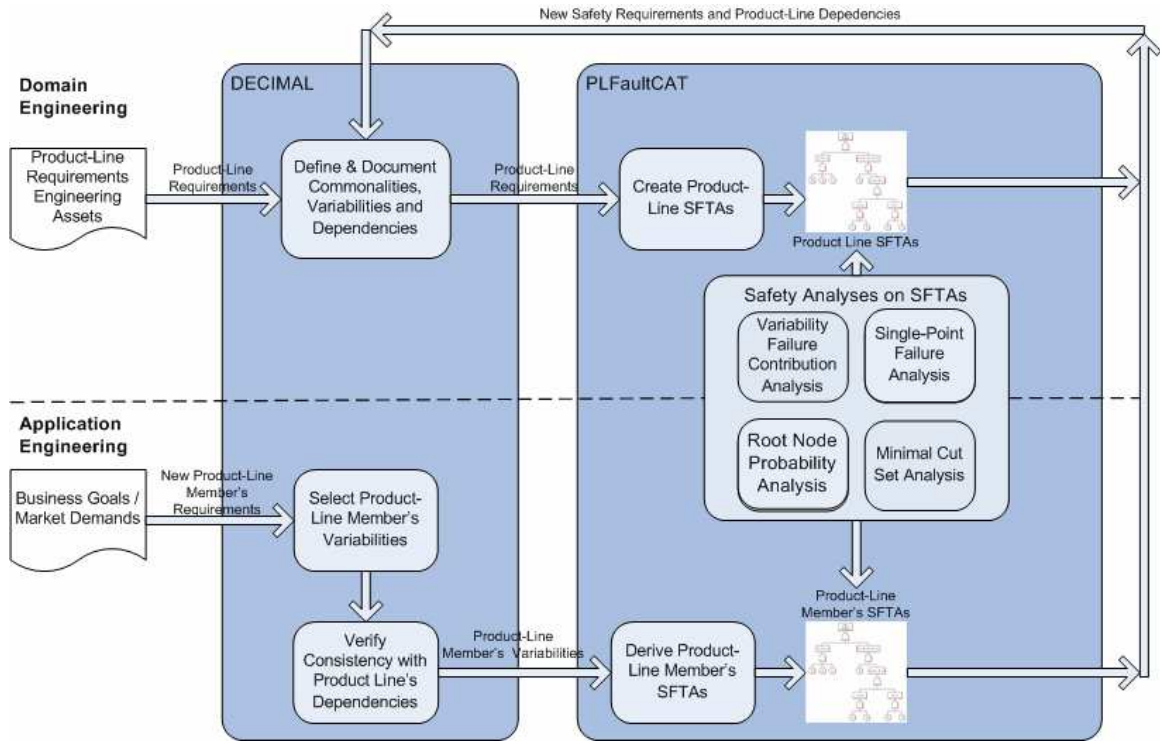 New Safety Requirements and Product-Line Depedencies
Domain
Engineering
DECIMAL
PLFaultCAT
Product-Line
Requirements
Engineering
Assets
Product-Line
Requirements
Define & Document
Commonalities,
Variabilities and
Dependencies
Product-Line
Requirements
Create Product-
Line SFTAs
Product Line SFTAs
Safety Analyses on SFTAs
Variability
Failure
Contribution
Analysis
Single-Point
Failure
Analysis
Root Node
Probability
Analysis
Minimal Cut
Set Analysis
Application
Engineering
Business Goals /
Market Demands
New Product-Line
Member's
Requirements
Select Product-
Line Member's
Variabilities
Verify
Consistency with
Product Line's
Dependencies
Product-Line
Member's Variabilities
Derive Product-
Line Member's
SFTAs
Product-Line
Member's SFTAs